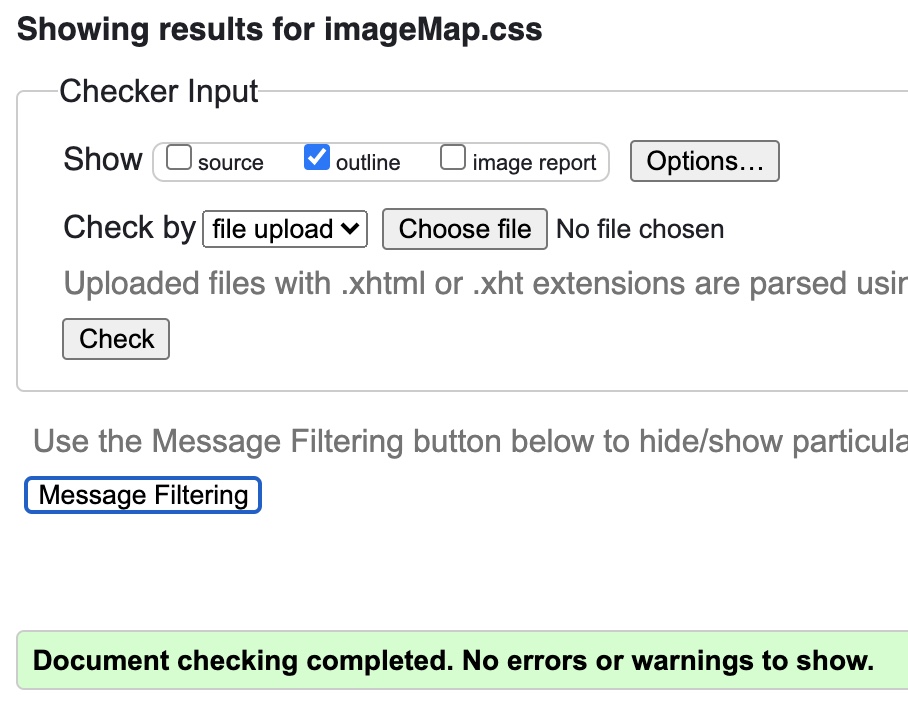 Showing results for imageMap.css
Checker Input
Show source outline image report Options…
Check by file upload Choose file No file chosen
Uploaded files with .xhtml or .xht extensions are parsed
Check
Use the Message Filtering button below to hide/show
Message Filtering
Document checking completed. No errors or warnings to show.